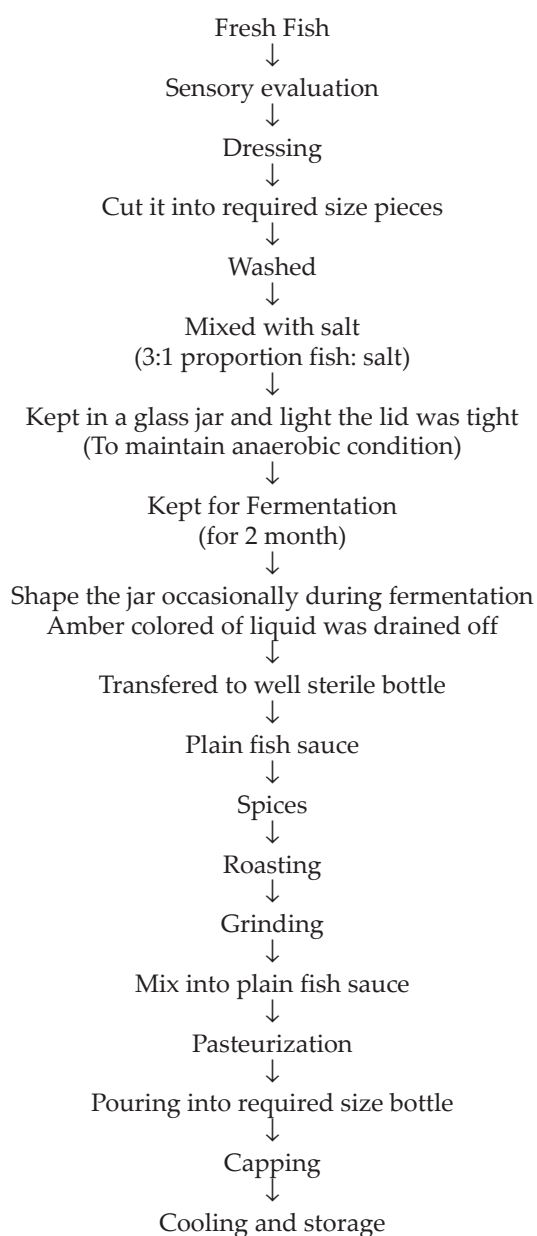 Fresh Fish
↓
Sensory evaluation
↓
Dressing
↓
Cut it into required size pieces
↓
Washed
↓
Mixed with salt
(3:1 proportion fish: salt)
↓
Kept in a glass jar and light the lid was tight
(To maintain anaerobic condition)
↓
Kept for Fermentation
(for 2 month)
↓
Shape the jar occasionally during fermentation
Amber colored of liquid was drained off
↓
Transfered to well sterile bottle
↓
Plain fish sauce
↓
Spices
↓
Roasting
↓
Grinding
↓
Mix into plain fish sauce
↓
Pasteurization
↓
Pouring into required size bottle
↓
Capping
↓
Cooling and storage